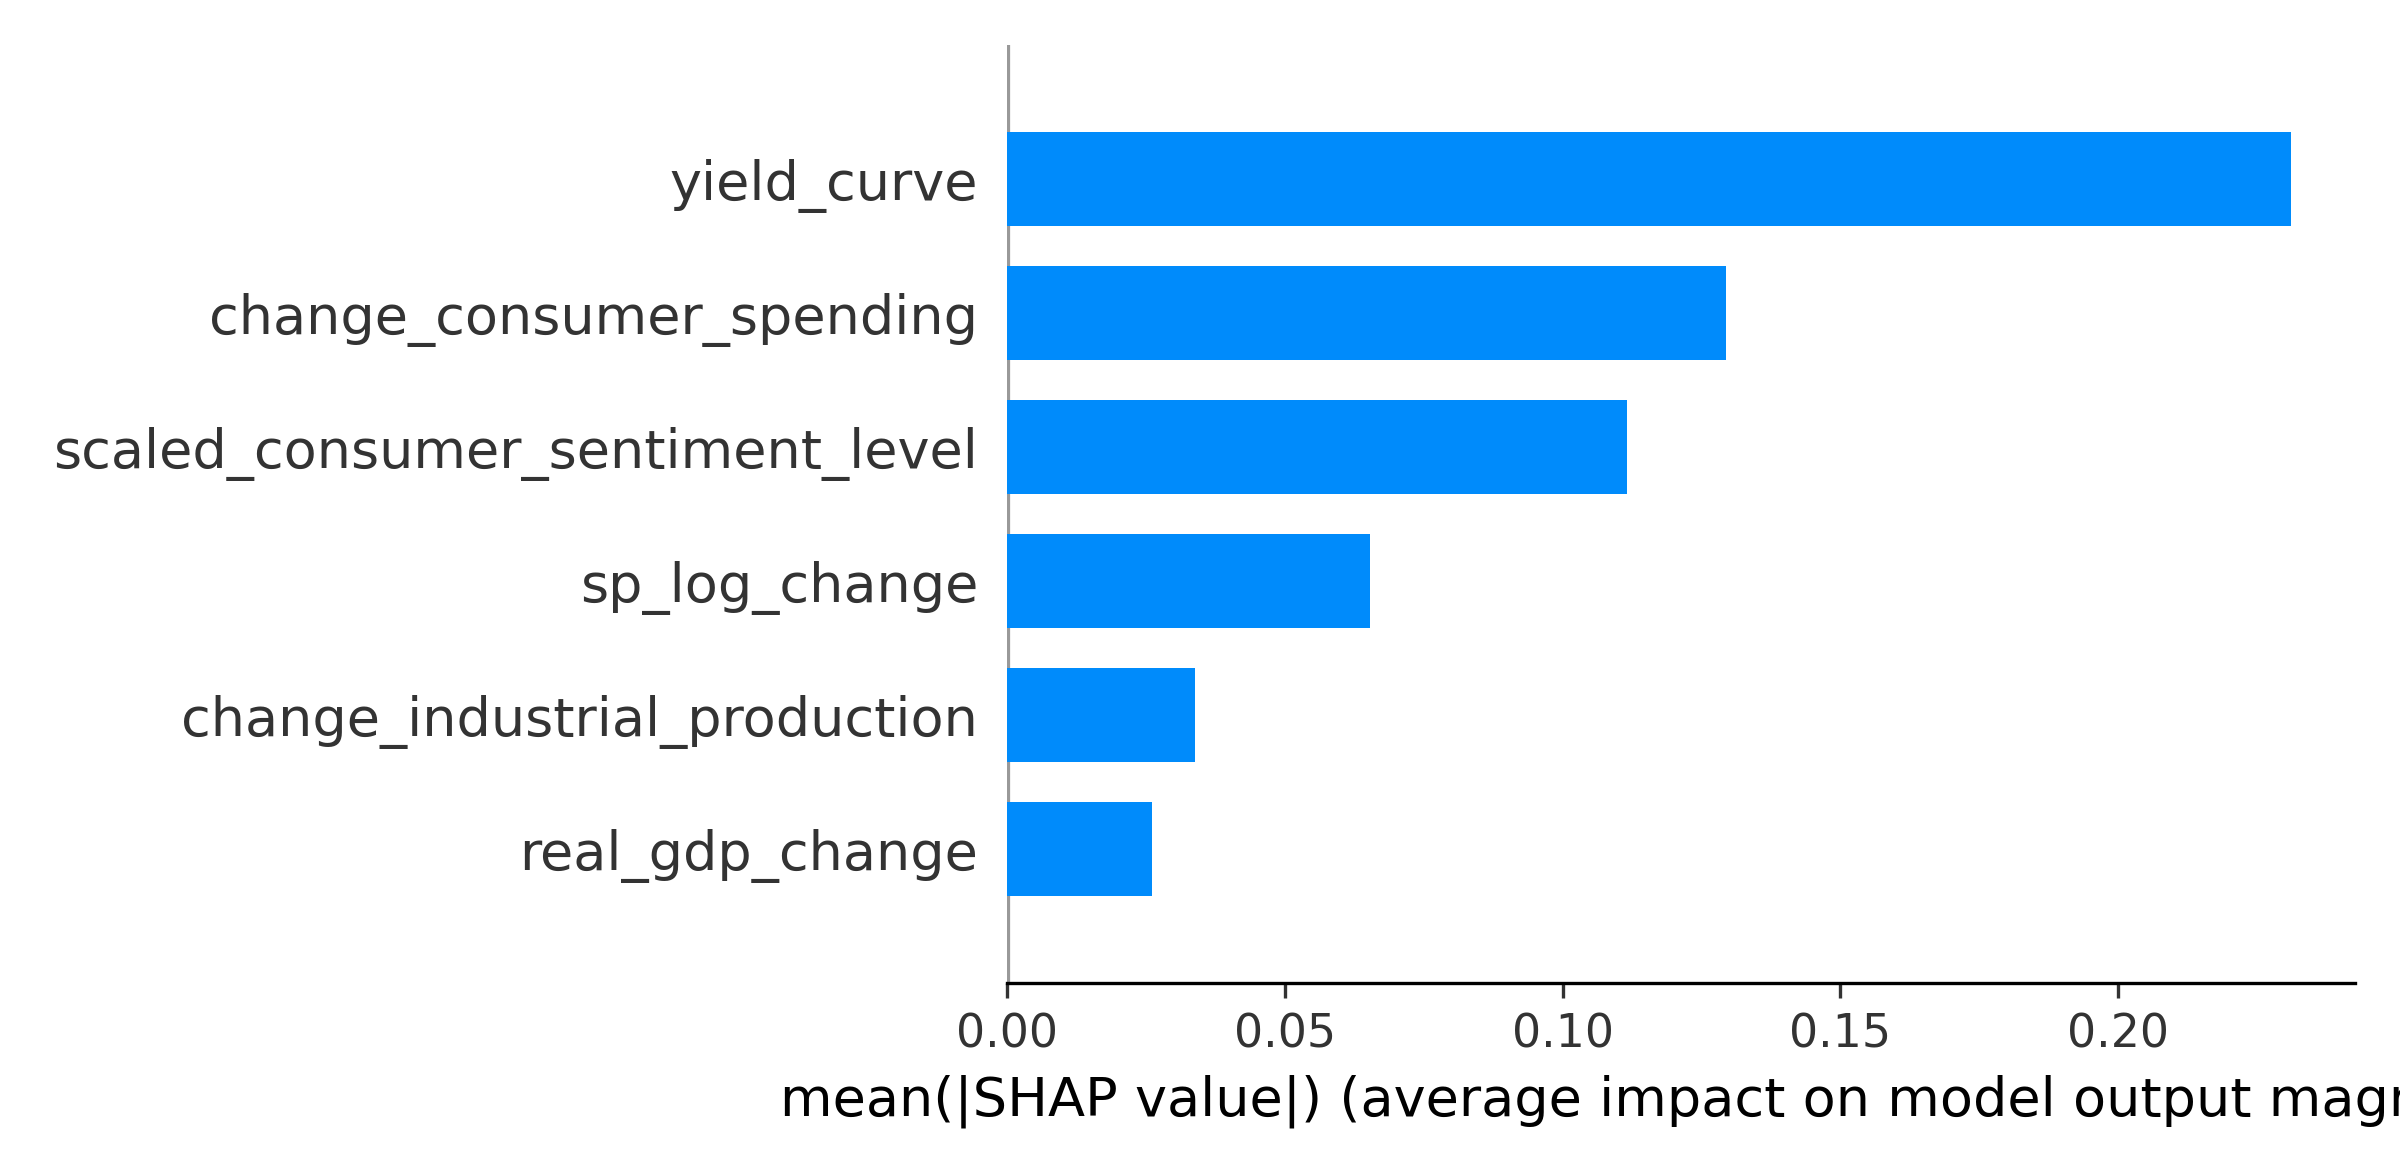 yield_curve
change_consumer_spending
scaled_consumer_sentiment_level
sp_log_change
change_industrial_production
real_gdp_change
0.00 0.05 0.10 0.15 0.20
mean(|SHAP value|) (average impact on model output magn